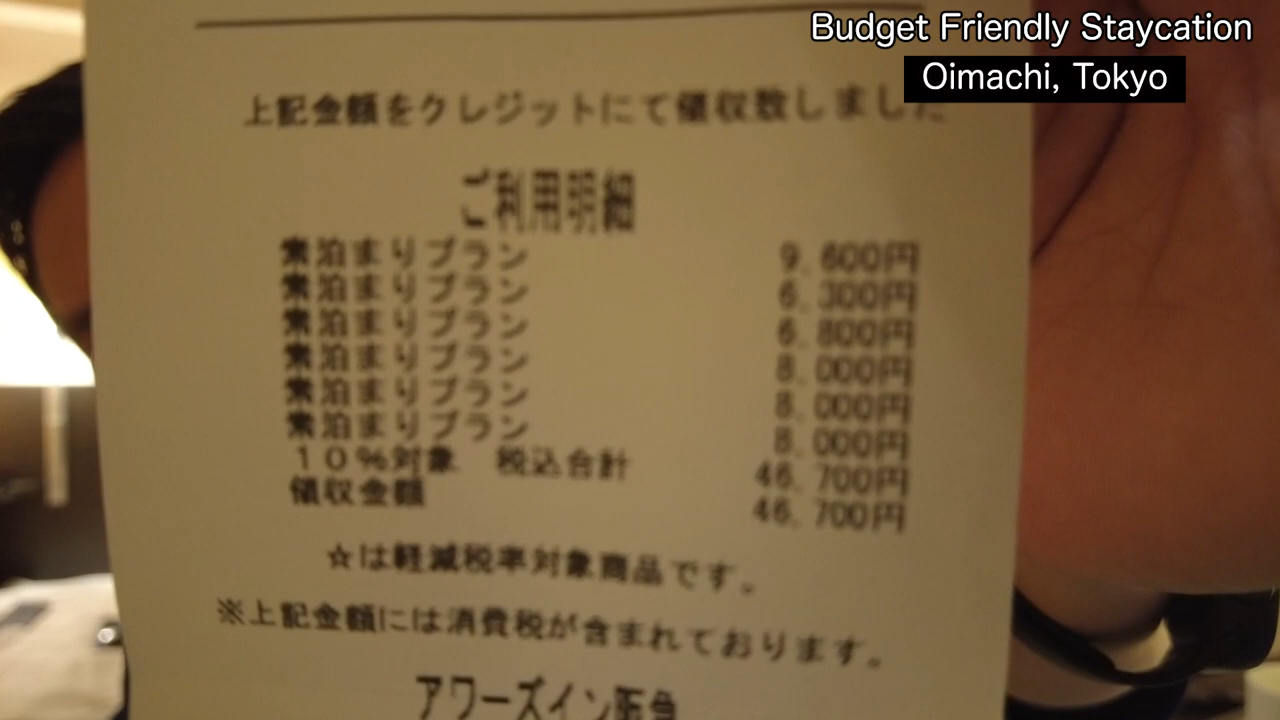 Budget Friendly Staycation
Oimachi, Tokyo
上記金額をクレジットにて領収致しました
ご利用明細
素泊まりプラン 9,600円
素泊まりプラン 6,300円
素泊まりプラン 6,800円
素泊まりプラン 8,000円
素泊まりプラン 8,000円
素泊まりプラン 8,000円
10%対象 税込合計 46,700円
領収金額 46,700円
☆は軽減税率対象商品です。
※上記金額には消費税が含まれております。
アワーズイン阪急